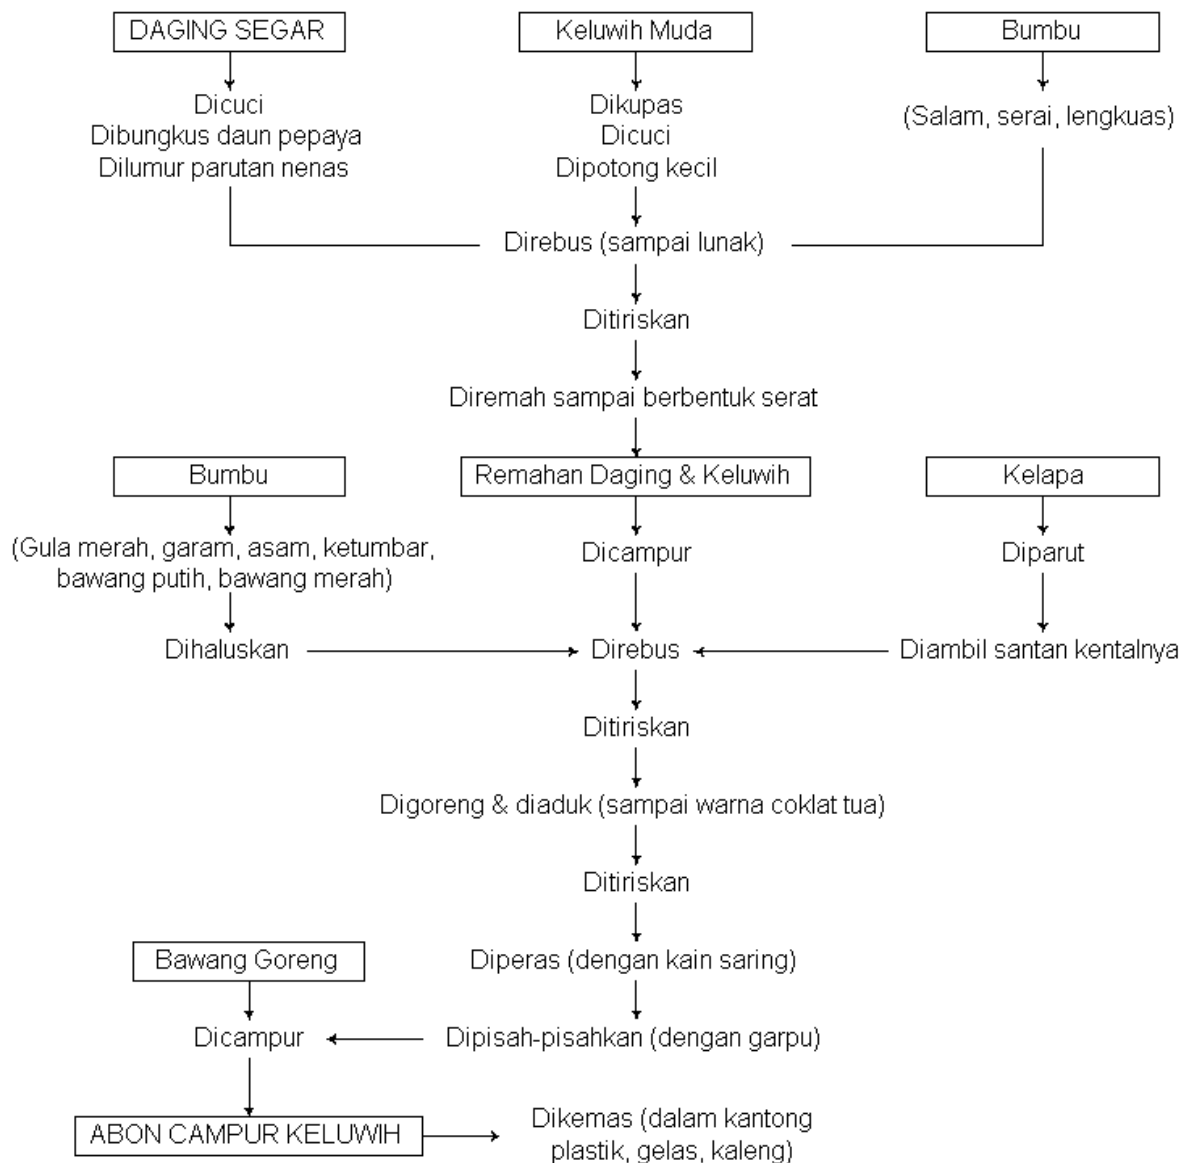 DAGING SEGAR
Keluwih Muda
Bumbu
Dicuci
Dibungkus daun pepaya
Dilumur parutan nenas
Dikupas
Dicuci
Dipotong kecil
(Salam, serai, lengkuas)
Direbus (sampai lunak)
Ditiriskan
Diremah sampai berbentuk serat
Bumbu
Remahan Daging & Keluwih
Kelapa
(Gula merah, garam, asam, ketumbar,
bawang putih, bawang merah)
Dicampur
Diparut
Dihaluskan
Direbus
Diambil santan kentalnya
Ditiriskan
Digoreng & diaduk (sampai warna coklat tua)
Ditiriskan
Bawang Goreng
Diperas (dengan kain saring)
Dicampur
Dipisah-pisahkan (dengan garpu)
ABON CAMPUR KELUWIH
Dikemas (dalam kantong
plastik, gelas, kaleng)